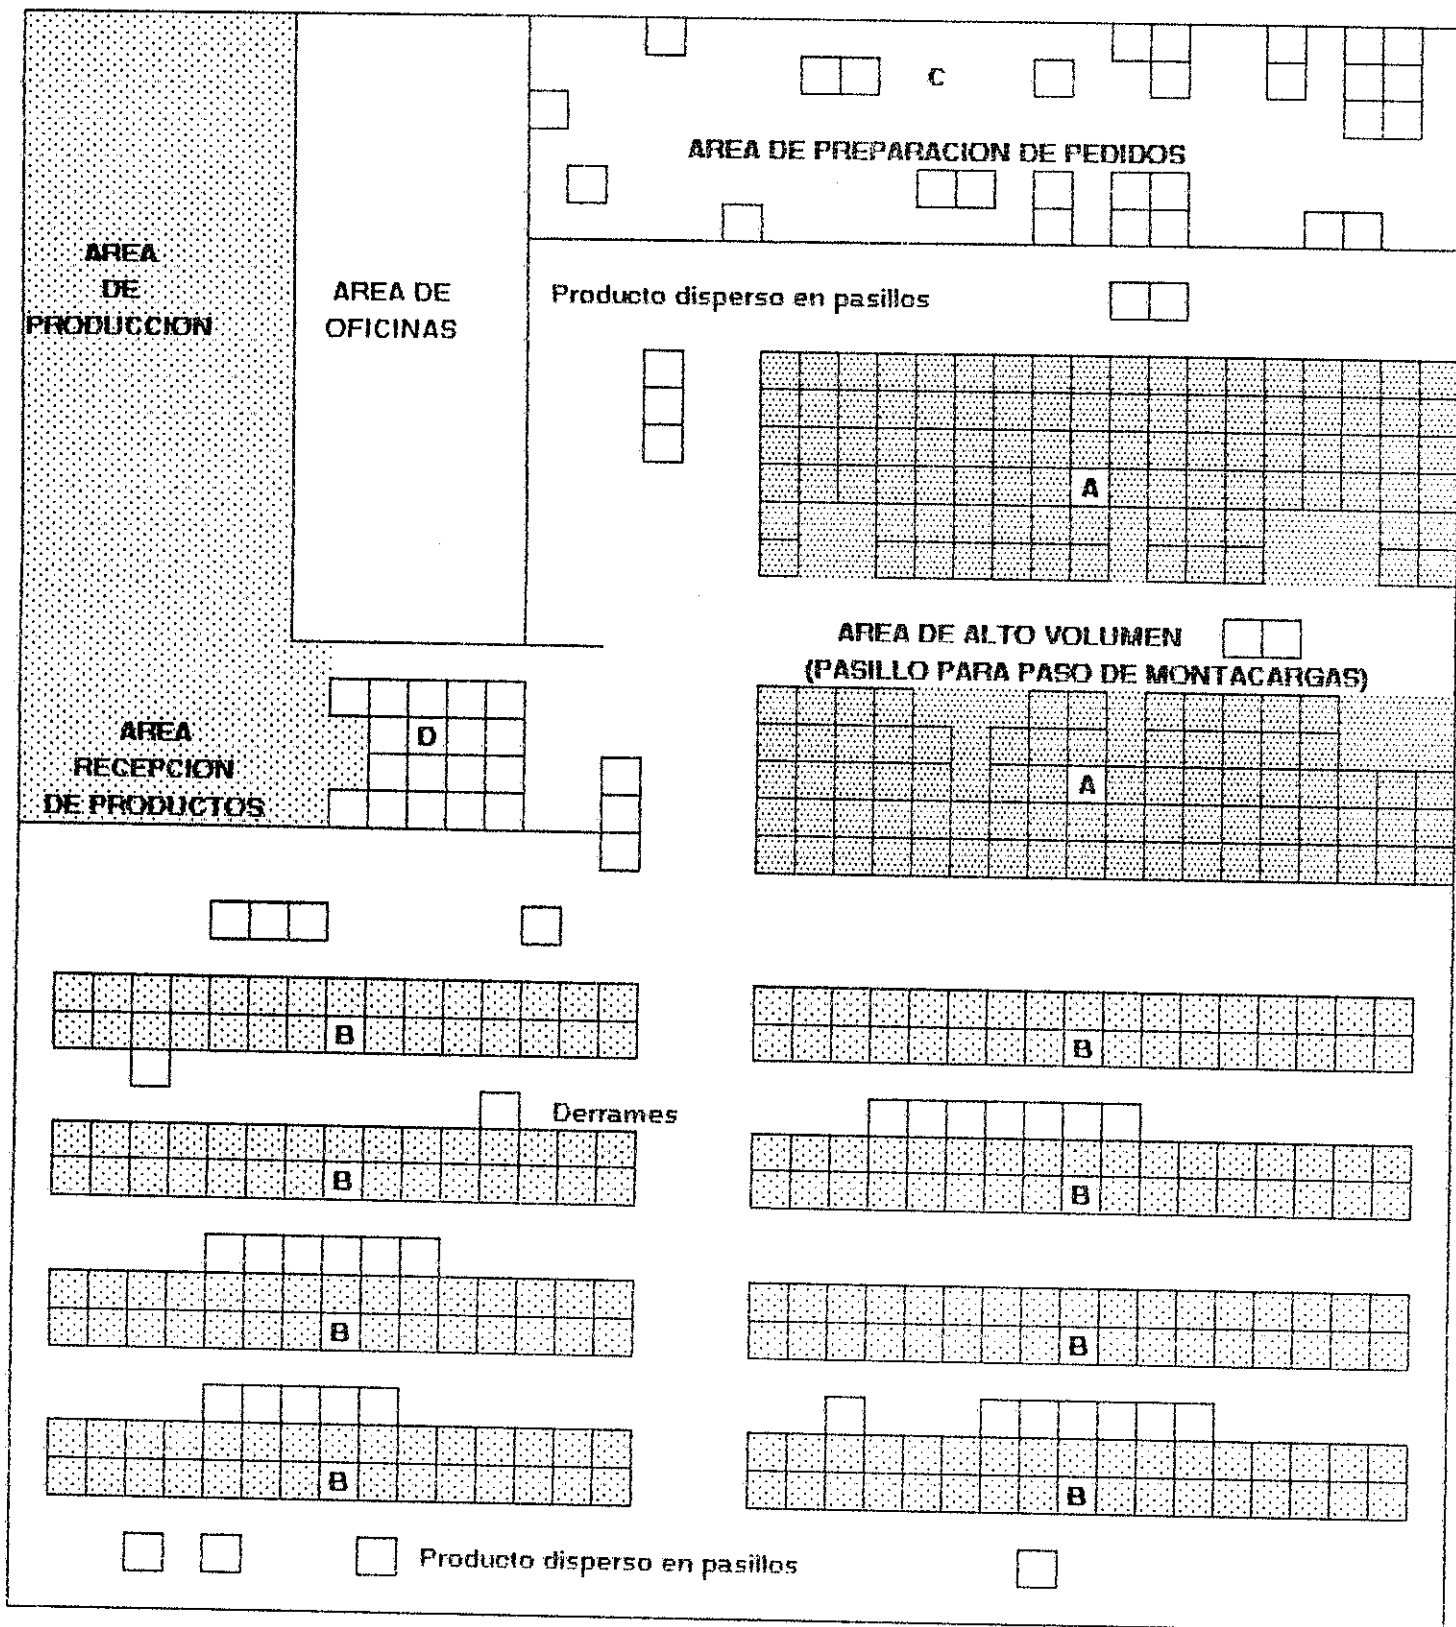 C
AREA DE PREPARACION DE PEDIDOS
AREA
DE
PRODUCCION
AREA DE
OFICINAS
Producto disperso en pasillos
A
AREA DE ALTO VOLUMEN
(PASILLO PARA PASO DE MONTACARGAS)
D
AREA
RECEPCION
DE PRODUCTOS
A
B
B
Derrames
B
B
B
B
B
B
Producto disperso en pasillos